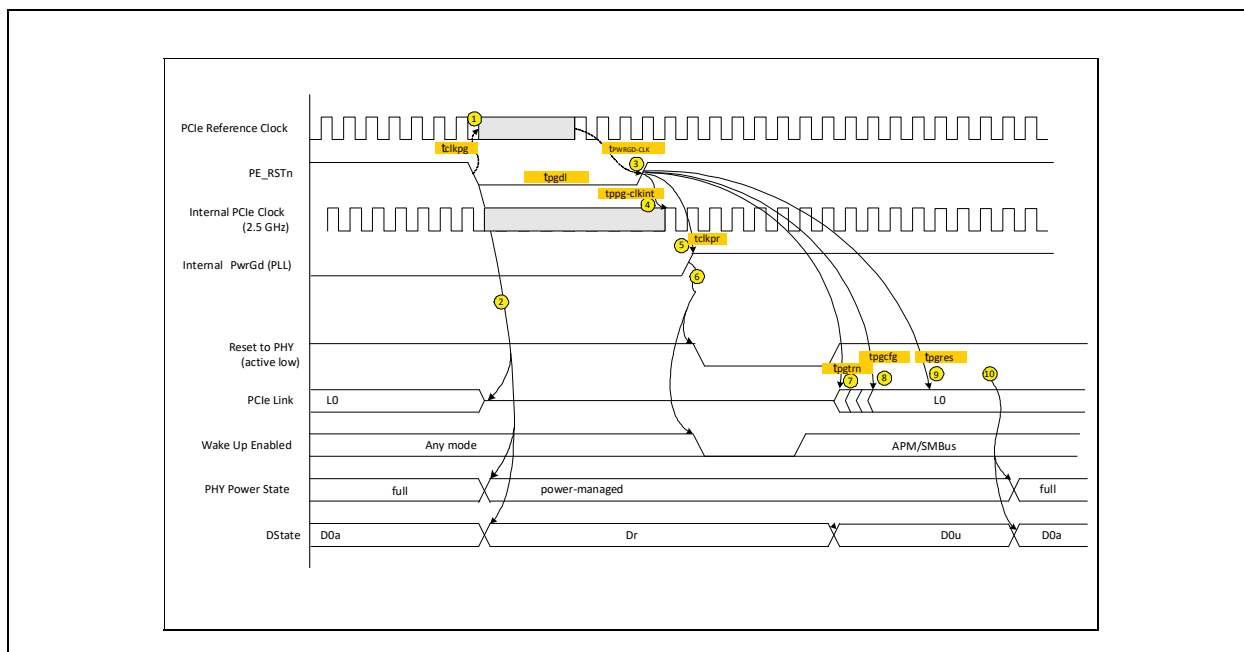 1
PCIe Reference Clock
tclkpg
tPWRGD-CLK
3
PE_RSTn
tpgdl
tppg-clkint
4
Internal PCIe Clock
(2.5 GHz)
5
tclkpr
Internal PwrGd (PLL)
6
2
Reset to PHY
(active low)
tpgtrn
tpgcfg
tpgres
7
8
9
10
PCIe Link
L0
L0
Wake Up Enabled
Any mode
APM/SMBus
PHY Power State
full
power-managed
full
DState
D0a
Dr
D0u
D0a